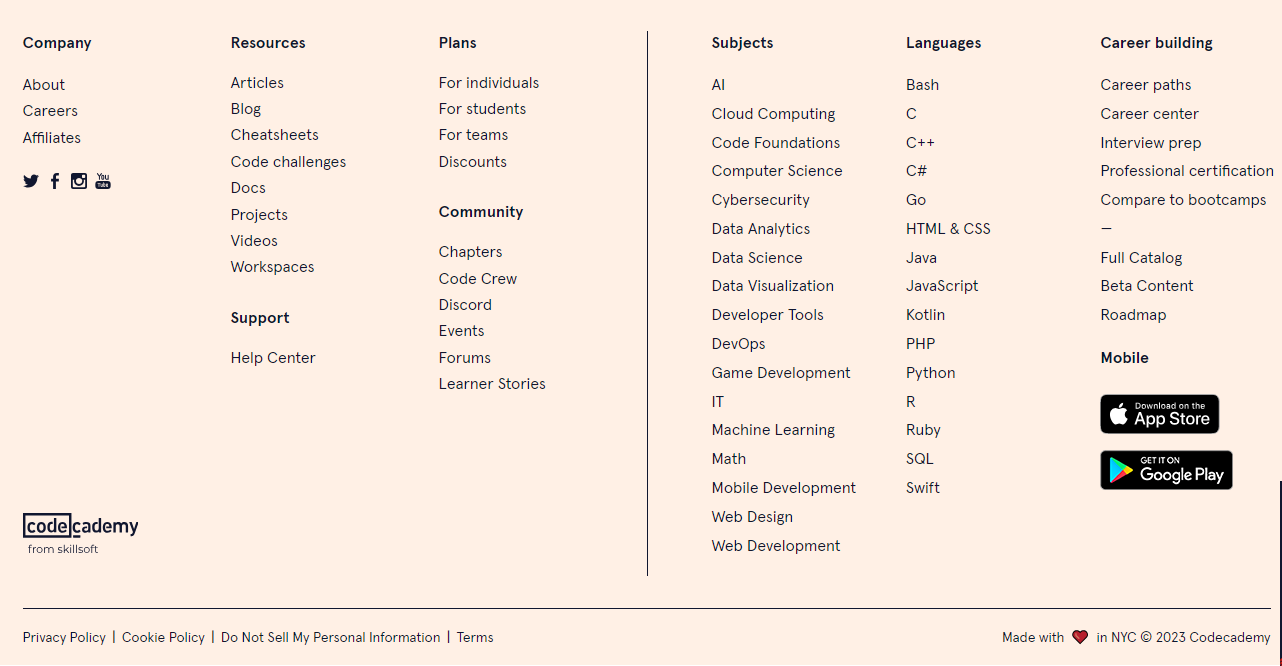 Company
About
Careers
Affiliates
You
Tube
Resources
Articles
Blog
Cheatsheets
Code challenges
Docs
Projects
Videos
Workspaces
Support
Help Center
Plans
For individuals
For students
For teams
Discounts
Community
Chapters
Code Crew
Discord
Events
Forums
Learner Stories
codecademy
from skillsoft
Subjects
AI
Cloud Computing
Code Foundations
Computer Science
Cybersecurity
Data Analytics
Data Science
Data Visualization
Developer Tools
DevOps
Game Development
IT
Machine Learning
Math
Mobile Development
Web Design
Web Development
Languages
Bash
C
C++
C#
Go
HTML & CSS
Java
JavaScript
Kotlin
PHP
Python
R
Ruby
SQL
Swift
Career building
Career paths
Career center
Interview prep
Professional certification
Compare to bootcamps
—
Full Catalog
Beta Content
Roadmap
Mobile
Download on the
App Store
GET IT ON
Google Play
Privacy Policy | Cookie Policy | Do Not Sell My Personal Information | Terms
Made with ❤ in NYC © 2023 Codecademy